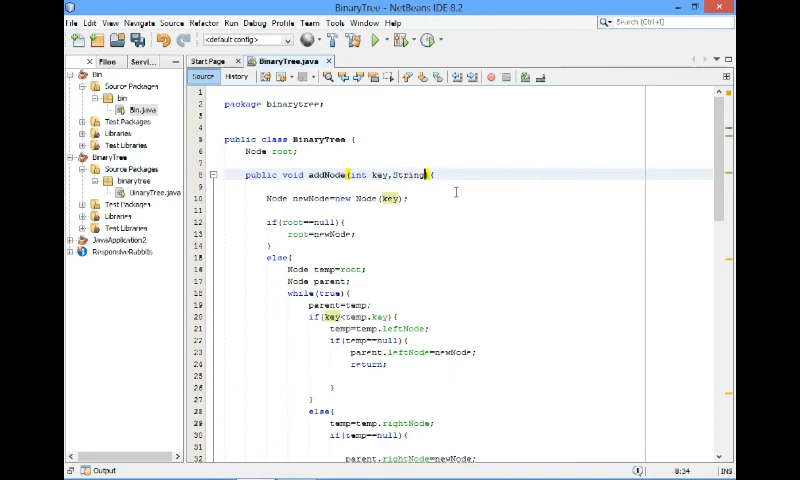 BinaryTree - NetBeans IDE 8.2
File Edit View Navigate Source Refactor Run Debug Profile Team Tools Window Help
Search (Ctrl+I)
<default config>
Files Servi...
Start Page BinaryTree.java
Source History
Bin
Source Packages
bin
Bin.java
Test Packages
Libraries
Test Libraries
BinaryTree
Source Packages
binarytree
BinaryTree.java
Test Packages
Libraries
Test Libraries
JavaApplication2
ResponsiveRabbits
1
2 package binarytree;
3
4
5 public class BinaryTree {
6 Node root;
7
8 public void addNode(int key,String){
9
10 Node newNode=new Node(key);
11
12 if(root==null){
13 root=newNode;
14 }
15 else{
16 Node temp=root;
17 Node parent;
18 while(true){
19 parent=temp;
20 if(key<temp.key){
21 temp=temp.leftNode;
22 if(temp==null){
23 parent.leftNode=newNode;
24 return;
25
26 }
27 }
28 else{
29 temp=temp.rightNode;
30 if(temp==null){
31
32 parent.rightNode=newNode;
Output
8:34 INS